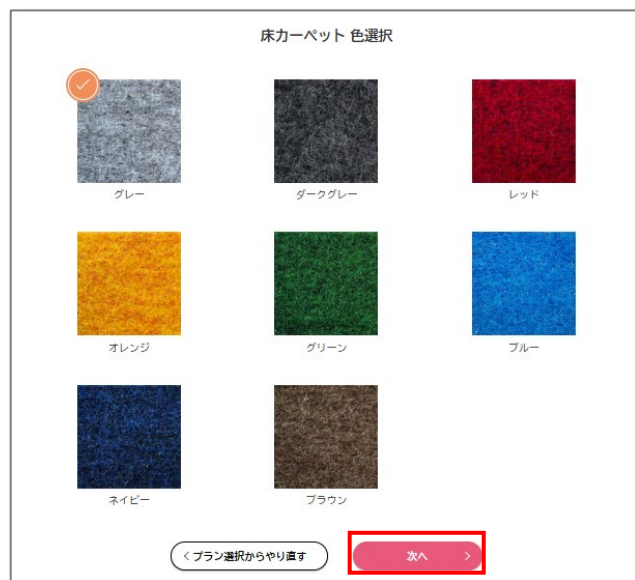 床カーペット 色選択
グレー
ダークグレー
レッド
オレンジ
グリーン
ブルー
ネイビー
ブラウン
< プラン選択からやり直す
次へ >